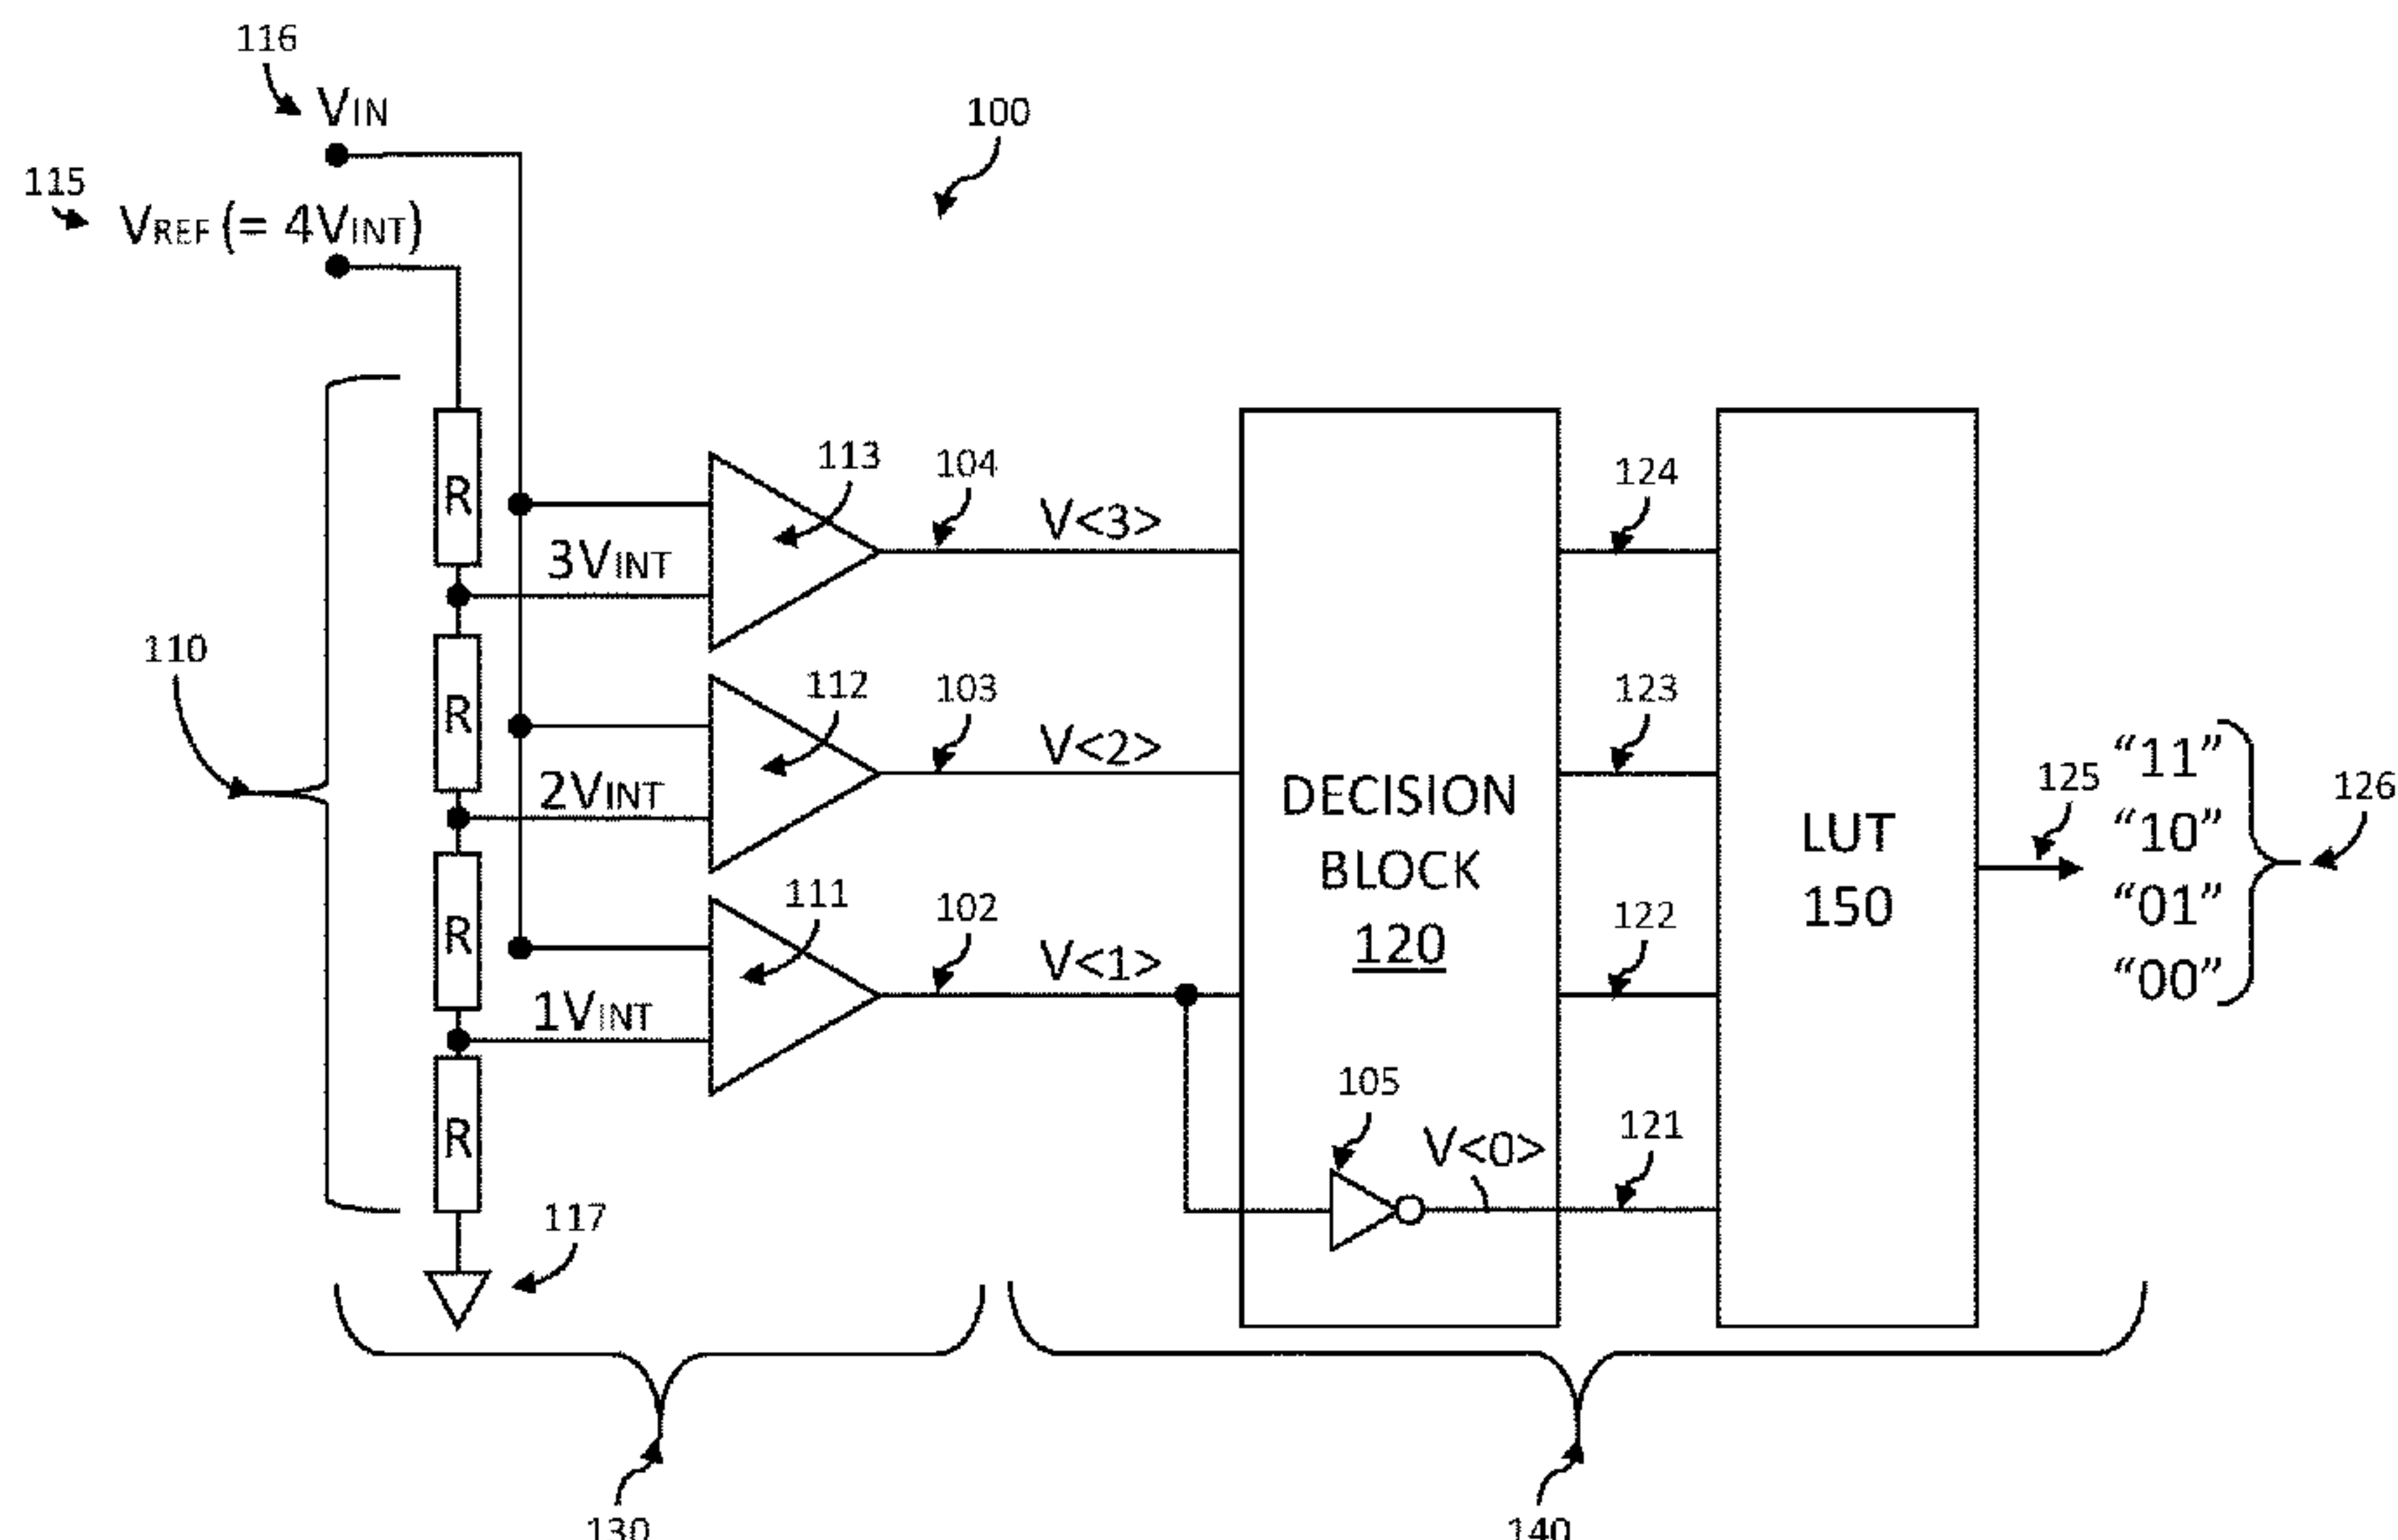 116
VIN
100
115
VREF (= 4VINT)
113
104
V<3>
124
R
3VINT
110
112
103
V<2>
123
R
2VINT
DECISION
BLOCK
120
LUT
150
125
"11"
"10"
"01"
"00"
126
111
102
V<1>
122
R
1VINT
105
V<0>
121
R
117
130
140